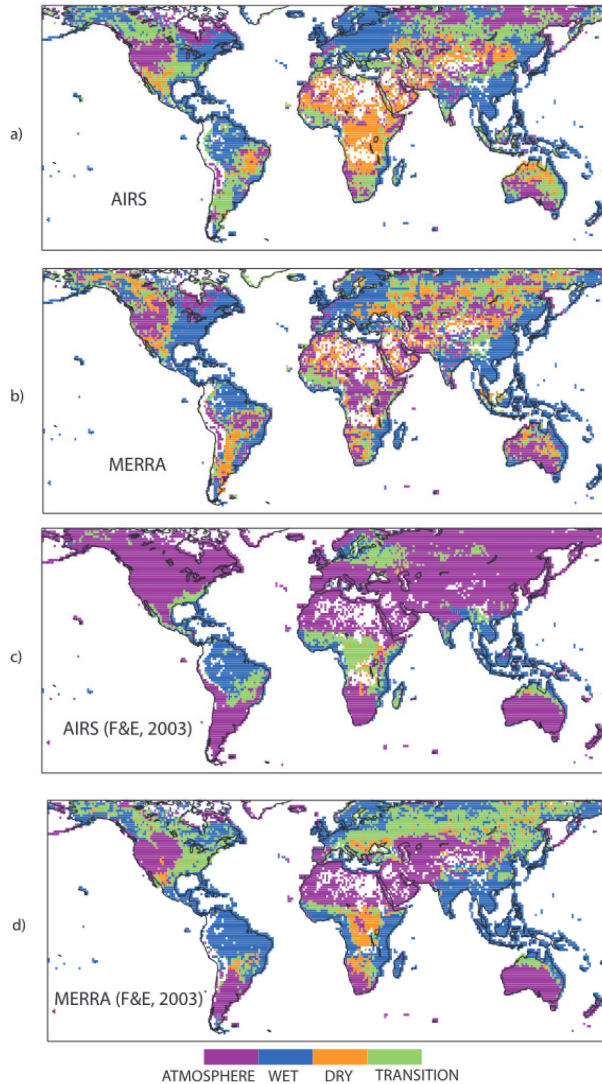 a)
AIRS
b)
MERRA
c)
AIRS (F&E, 2003)
d)
MERRA (F&E, 2003)
ATMOSPHERE WET DRY TRANSITION